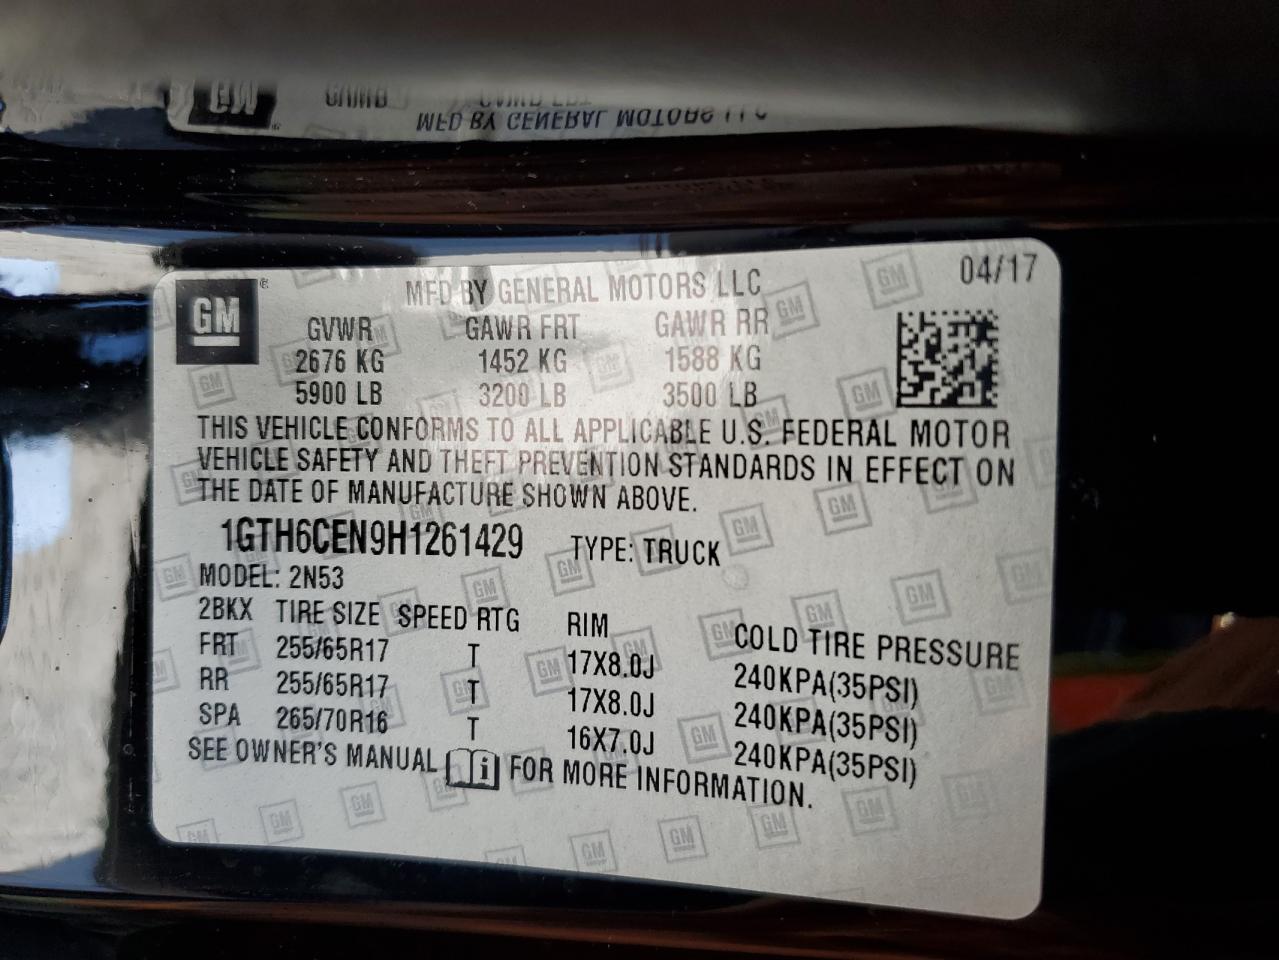 GM
MFD BY GENERAL MOTORS LLC 04/17
GVWR GAWR FRT GAWR RR
2676 KG 1452 KG 1588 KG
5900 LB 3200 LB 3500 LB
THIS VEHICLE CONFORMS TO ALL APPLICABLE U.S. FEDERAL MOTOR
VEHICLE SAFETY AND THEFT PREVENTION STANDARDS IN EFFECT ON
THE DATE OF MANUFACTURE SHOWN ABOVE.
1GTH6CEN9H1261429 TYPE: TRUCK
MODEL: 2N53
2BKX TIRE SIZE SPEED RTG RIM COLD TIRE PRESSURE
FRT 255/65R17 T 17X8.0J 240KPA(35PSI)
RR 255/65R17 T 17X8.0J 240KPA(35PSI)
SPA 265/70R16 T 16X7.0J 240KPA(35PSI)
SEE OWNER'S MANUAL FOR MORE INFORMATION.